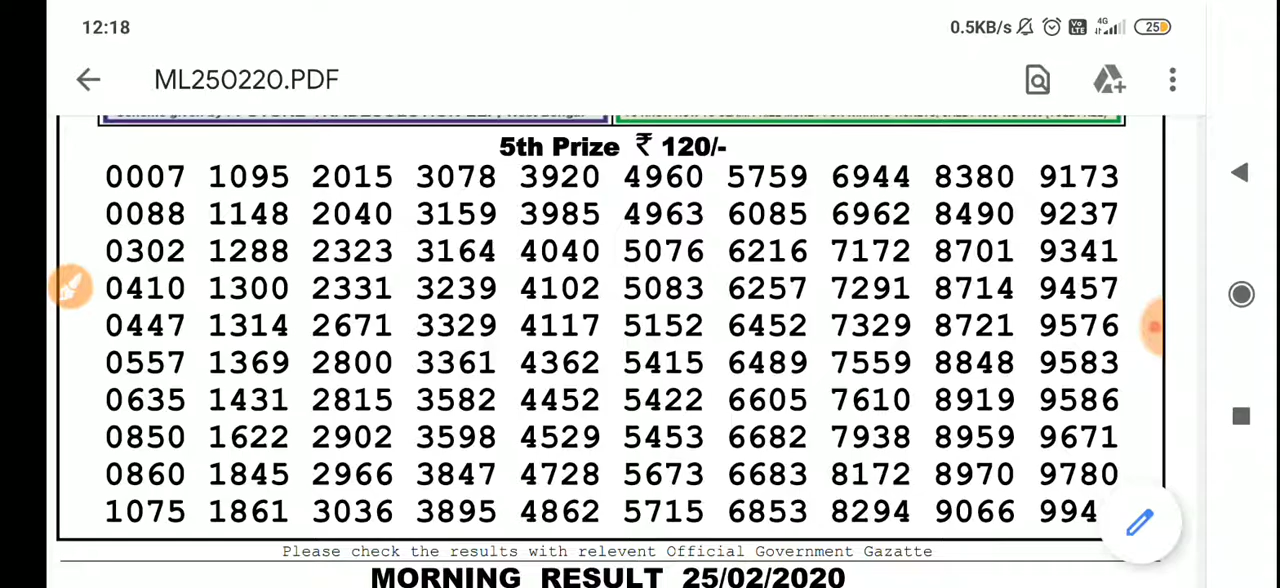 12:18 0.5KB/s 4G Vo LTE 25
ML250220.PDF
5th Prize ₹ 120/-
0007 1095 2015 3078 3920 4960 5759 6944 8380 9173
0088 1148 2040 3159 3985 4963 6085 6962 8490 9237
0302 1288 2323 3164 4040 5076 6216 7172 8701 9341
0410 1300 2331 3239 4102 5083 6257 7291 8714 9457
0447 1314 2671 3329 4117 5152 6452 7329 8721 9576
0557 1369 2800 3361 4362 5415 6489 7559 8848 9583
0635 1431 2815 3582 4452 5422 6605 7610 8919 9586
0850 1622 2902 3598 4529 5453 6682 7938 8959 9671
0860 1845 2966 3847 4728 5673 6683 8172 8970 9780
1075 1861 3036 3895 4862 5715 6853 8294 9066 994
Please check the results with relevent Official Government Gazatte
MORNING RESULT 25/02/2020